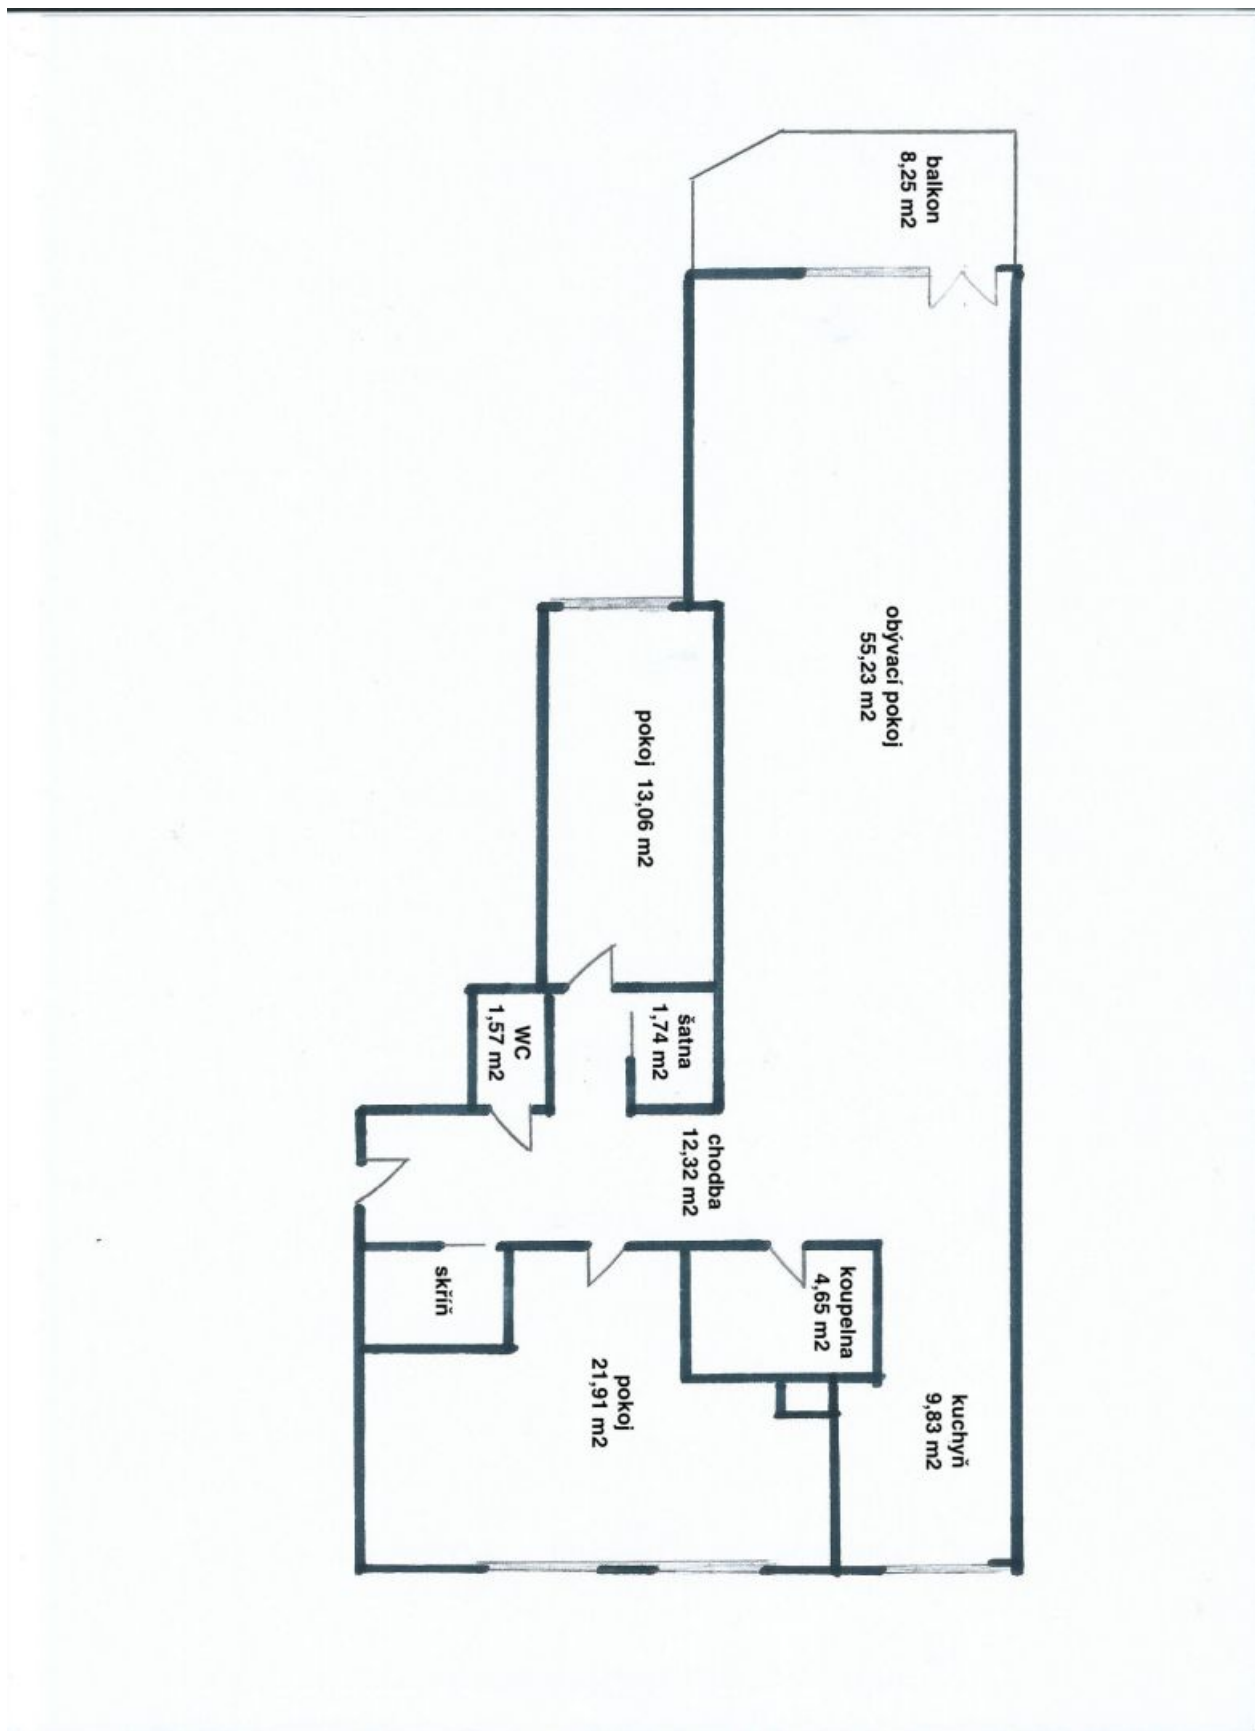 balkon
8,25 m2
obývací pokoj
55,23 m2
pokoj 13,06 m2
šatna
1,74 m2
WC
1,57 m2
chodba
12,32 m2
koupelna
4,65 m2
skříň
pokoj
21,91 m2
kuchyň
9,83 m2